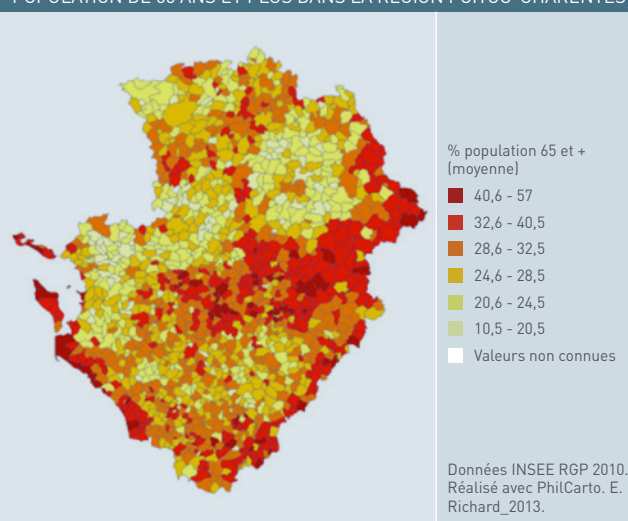 POPULATION DE 60 ANS ET PLUS DANS LA RÉGION POITOU-CHARENTES
% population 65 et +
(moyenne)
40,6 - 57
32,6 - 40,5
28,6 - 32,5
24,6 - 28,5
20,6 - 24,5
10,5 - 20,5
Valeurs non connues
Données INSEE RGP 2010.
Réalisé avec PhilCarto. E.
Richard_2013.